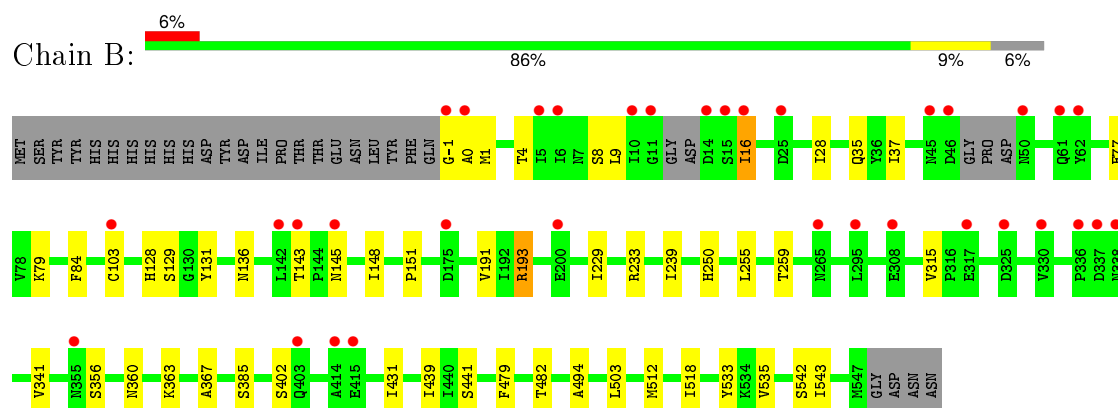 6%
Chain B:
86% 9% 6%
MET SER TYR TYR HIS HIS HIS HIS HIS HIS ASP TYR ASP ILE PRO THR THR GLU ASN LEU TYR PHE GLN G-1 A0 M1 T4 I5 I6 N7 S8 L9 I10 G11 GLY ASP D14 S15 I16 D25 I28 Q35 Y36 I37 N45 D46 GLY PRO ASP N50 Q61 Y62
V78 K79 F84 C103 H128 S129 G130 Y131 N136 L142 T143 P144 N145 I148 P151 D175 V191 I192 R193 E200 I229 R233 I239 H250 L255 T259 N265 L295 E308 V315 P316 E317 D325 V330 P336 D337
V341 N355 S356 N360 K363 A367 S385 S402 Q403 A414 E415 I431 I439 I440 S441 F479 T482 A494 L503 M512 I518 Y533 K534 V535 S542 I543 M547 GLY ASP ASN ASN